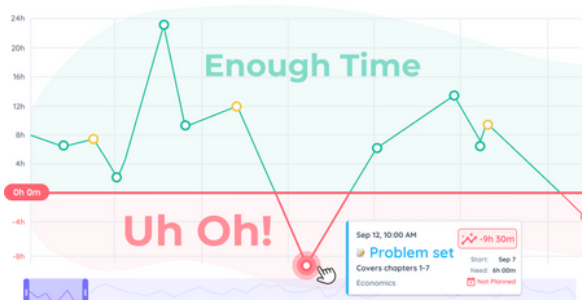 24h
20h
16h
12h
8h
4h
0h 0m
-4h
-8h
Enough Time
Uh Oh!
Sep 12, 10:00 AM
-9h 30m
Problem set
Covers chapters 1-7
Economics
Start: Sep 7
Need: 6h 00m
Not Planned